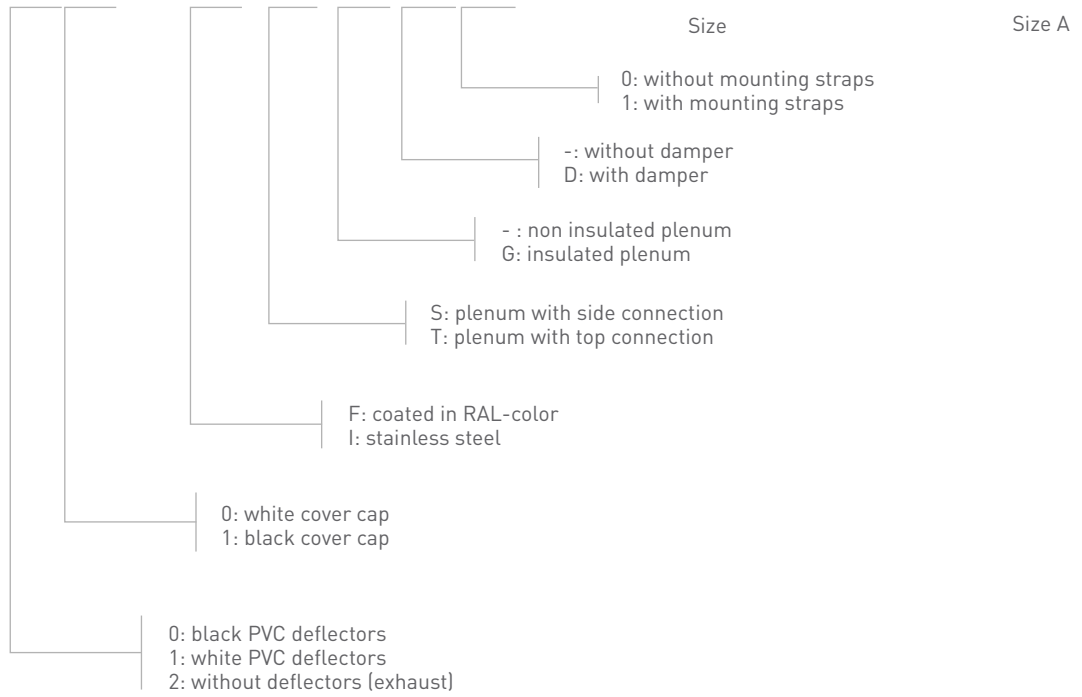 Size
Size A
0: without mounting straps
1: with mounting straps
-: without damper
D: with damper
- : non insulated plenum
G: insulated plenum
S: plenum with side connection
T: plenum with top connection
F: coated in RAL-color
I: stainless steel
0: white cover cap
1: black cover cap
0: black PVC deflectors
1: white PVC deflectors
2: without deflectors (exhaust)